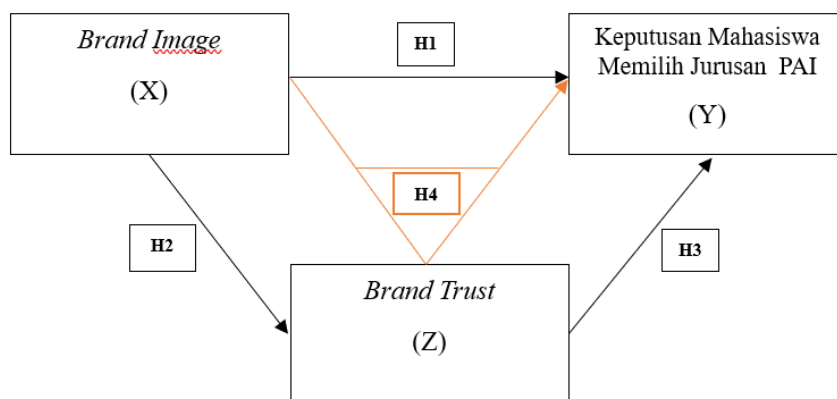 Brand Image
(X)
H1
Keputusan Mahasiswa
Memilih Jurusan PAI
(Y)
H4
H2
H3
Brand Trust
(Z)